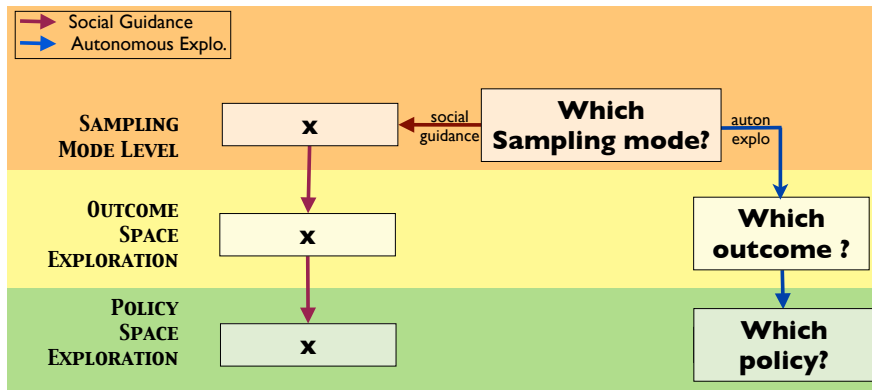 Social Guidance
Autonomous Explo.
SAMPLING
MODE LEVEL
x
social
guidance
Which
Sampling mode?
auton
explo
OUTCOME
SPACE
EXPLORATION
x
Which
outcome ?
POLICY
SPACE
EXPLORATION
x
Which
policy?